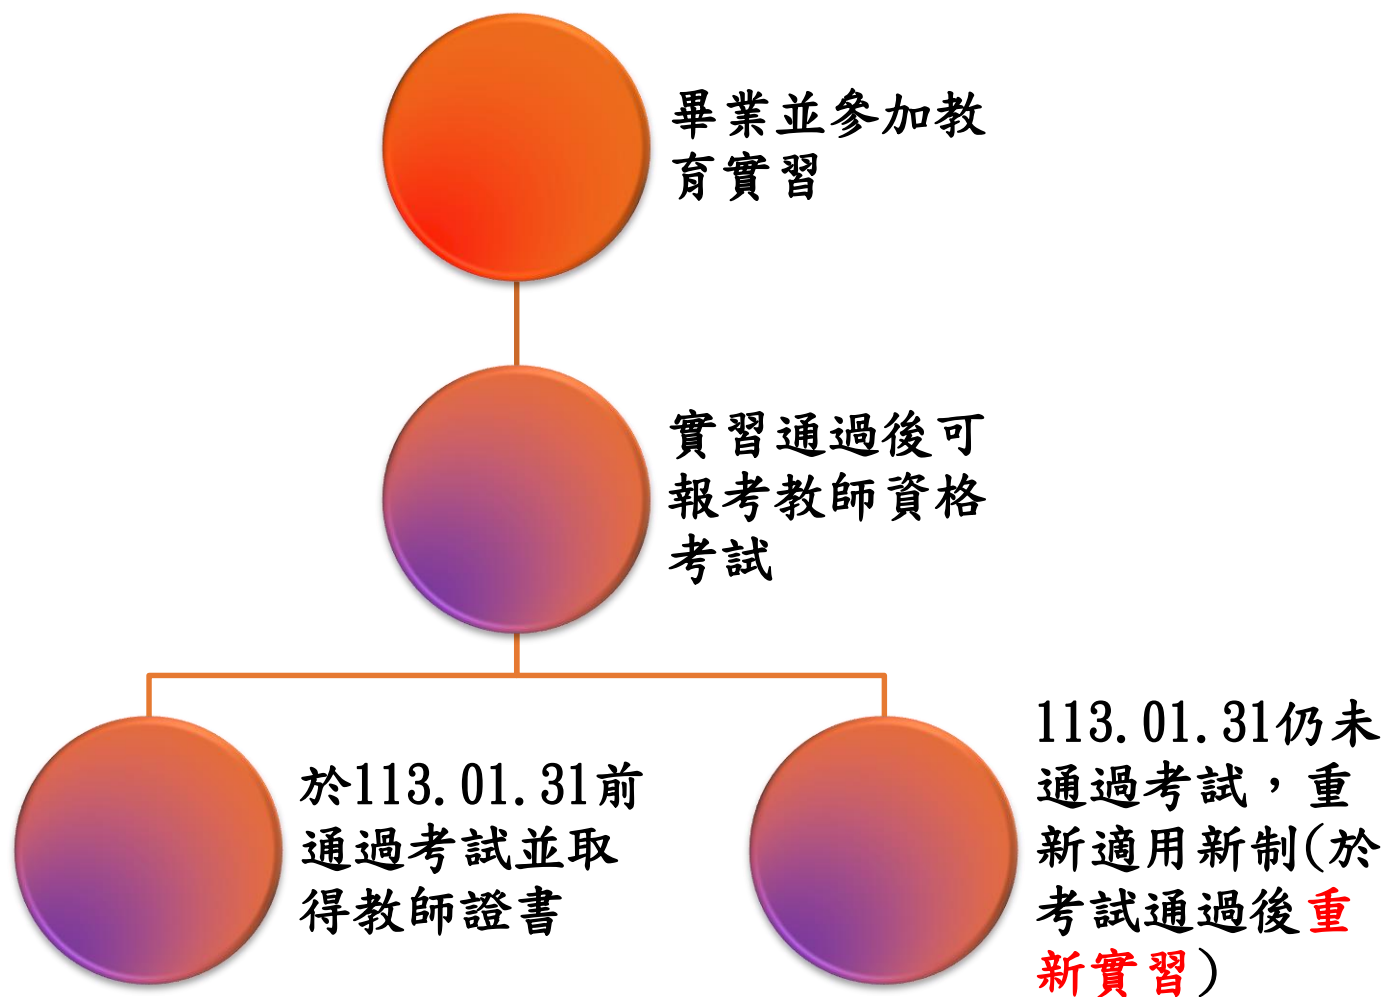 畢業並參加教
育實習
實習通過後可
報考教師資格
考試
於113.01.31前
通過考試並取
得教師證書
113.01.31仍未
通過考試，重
新適用新制(於
考試通過後重
新實習)